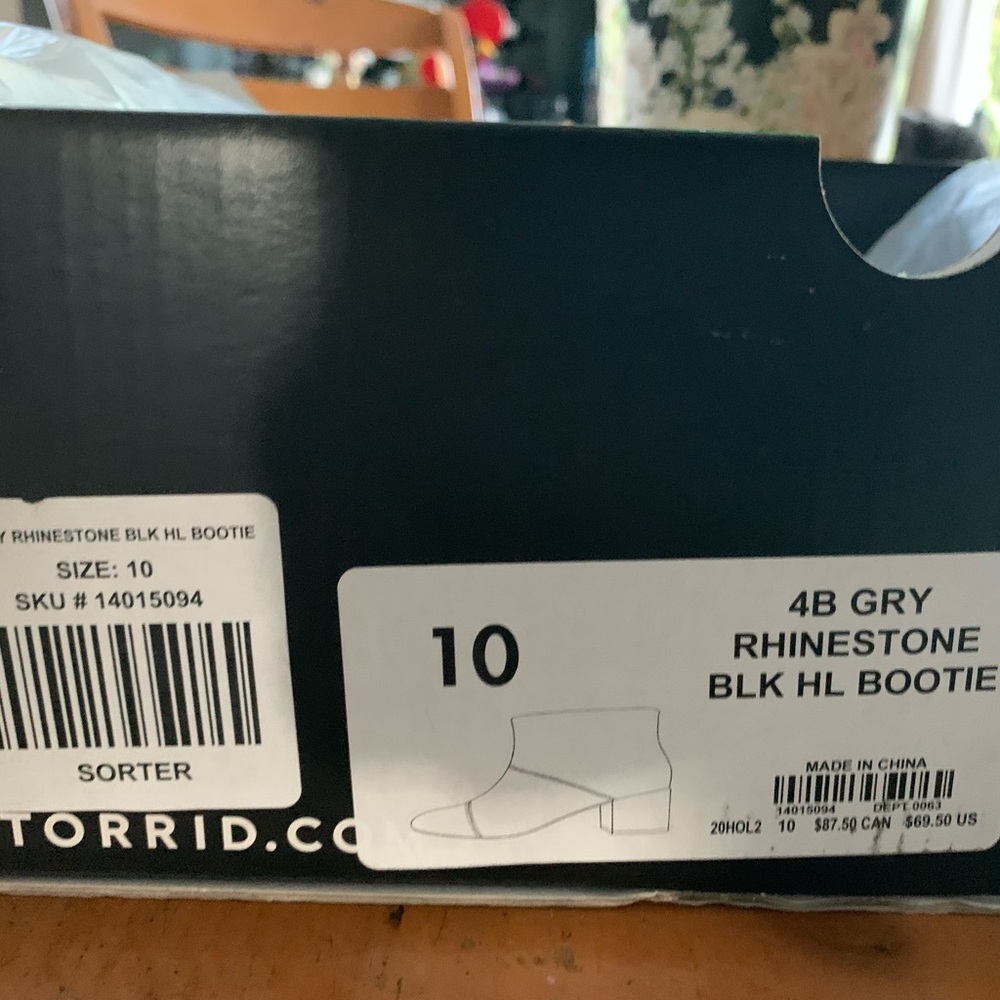 Y RHINESTONE BLK HL BOOTIE
SIZE: 10
SKU # 14015094
SORTER
TORRID.CO
10
4B GRY
RHINESTONE
BLK HL BOOTIE
MADE IN CHINA
14015094 DEPT 0063
20HOL2 10 $87.50 CAN $69.50 US